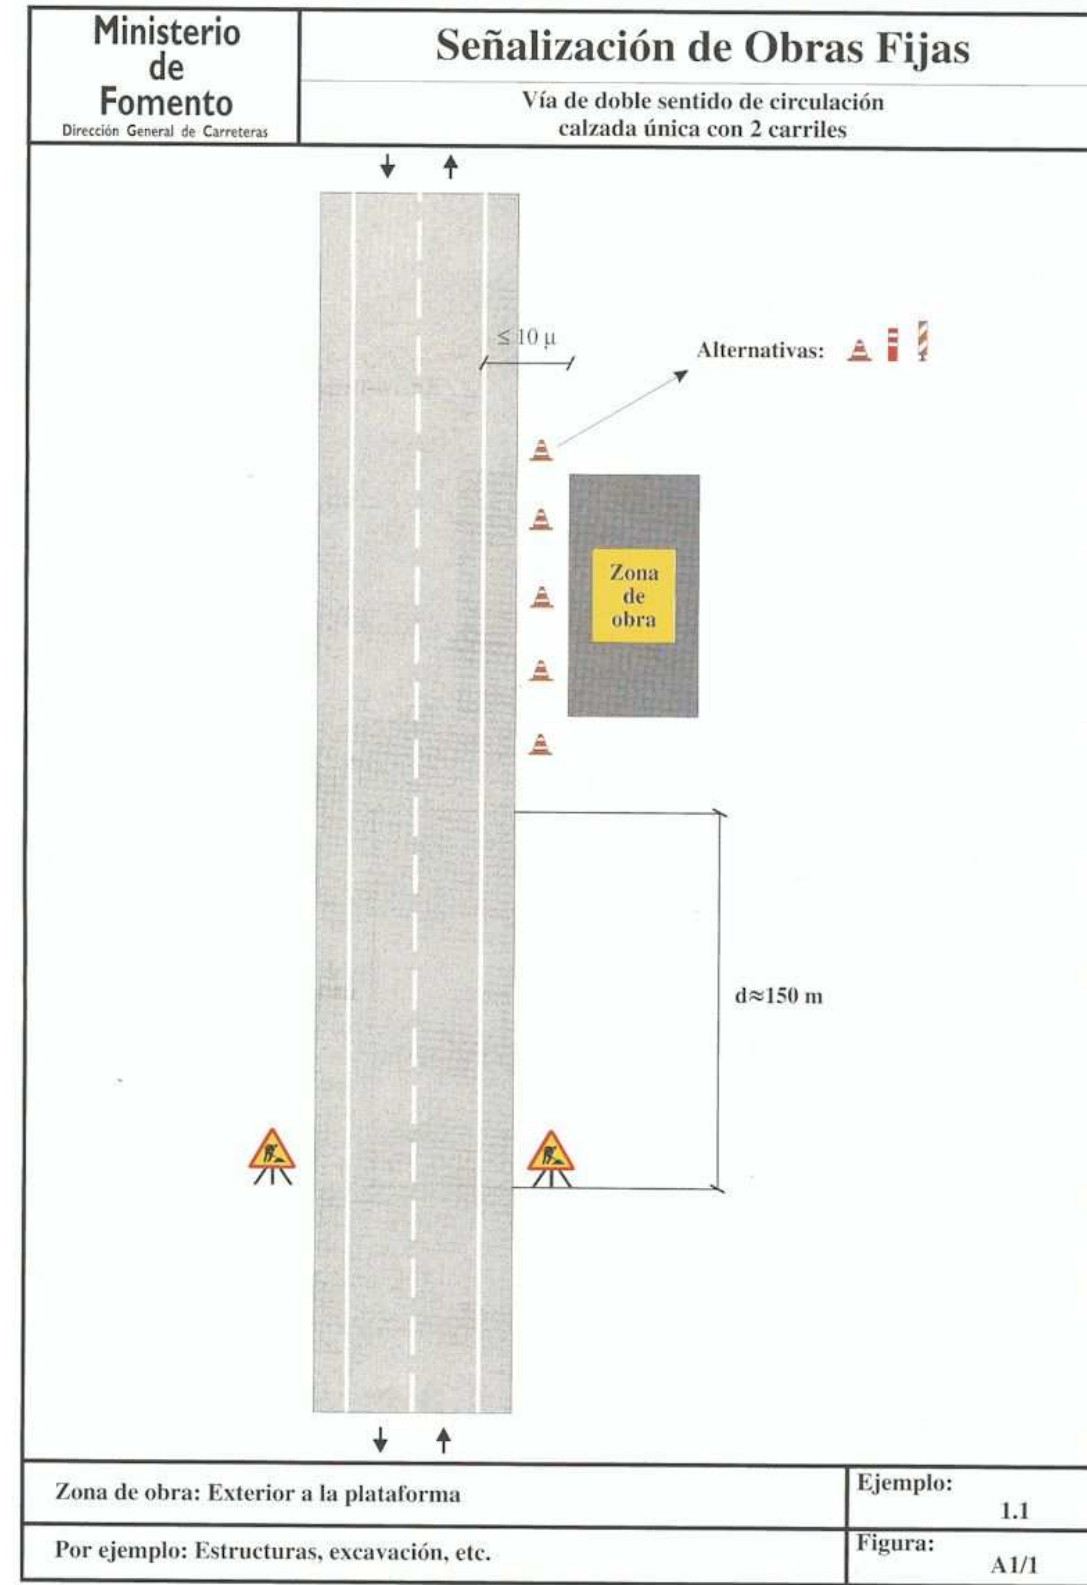 Ministerio
de
Fomento
Dirección General de Carreteras
Señalización de Obras Fijas
Vía de doble sentido de circulación
calzada única con 2 carriles
≤ 10 μ
Alternativas:
Zona
de
obra
d≈150 m
Zona de obra: Exterior a la plataforma
Ejemplo:
1.1
Por ejemplo: Estructuras, excavación, etc.
Figura:
A1/1